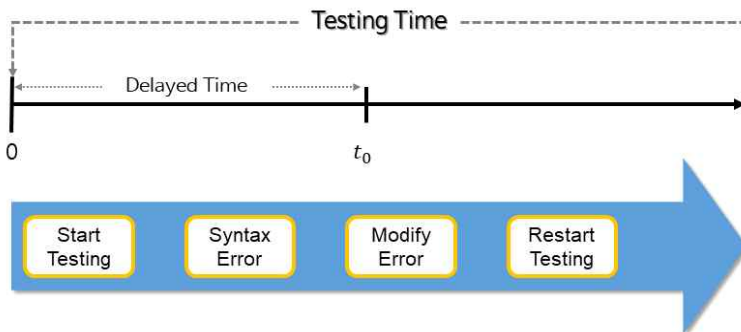 Testing Time
Delayed Time
0
t₀
Start
Testing
Syntax
Error
Modify
Error
Restart
Testing